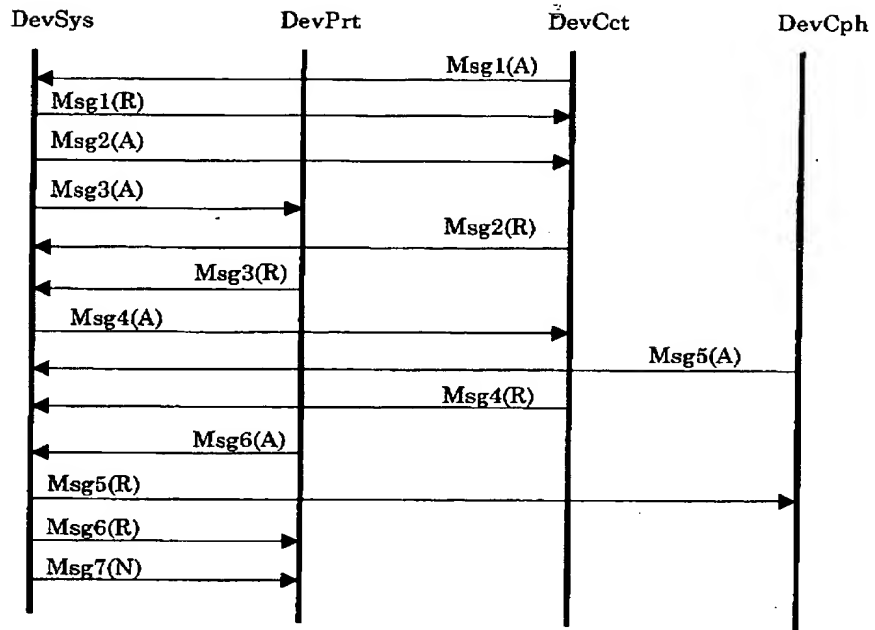 DevSys DevPrt DevCct DevCph
Msg1(A)
Msg1(R)
Msg2(A)
Msg3(A)
Msg2(R)
Msg3(R)
Msg4(A)
Msg5(A)
Msg4(R)
Msg6(A)
Msg5(R)
Msg6(R)
Msg7(N)